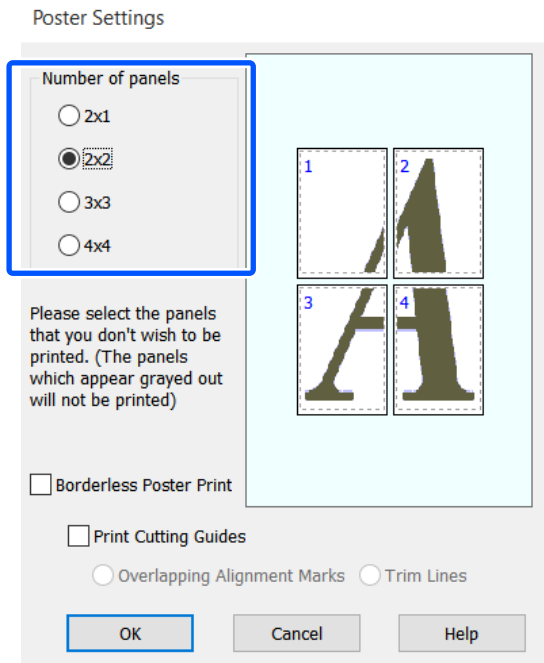 Poster Settings
Number of panels
2x1
2x2
3x3
4x4
1
2
3
4
Please select the panels
that you don't wish to be
printed. (The panels
which appear grayed out
will not be printed)
Borderless Poster Print
Print Cutting Guides
Overlapping Alignment Marks
Trim Lines
OK
Cancel
Help